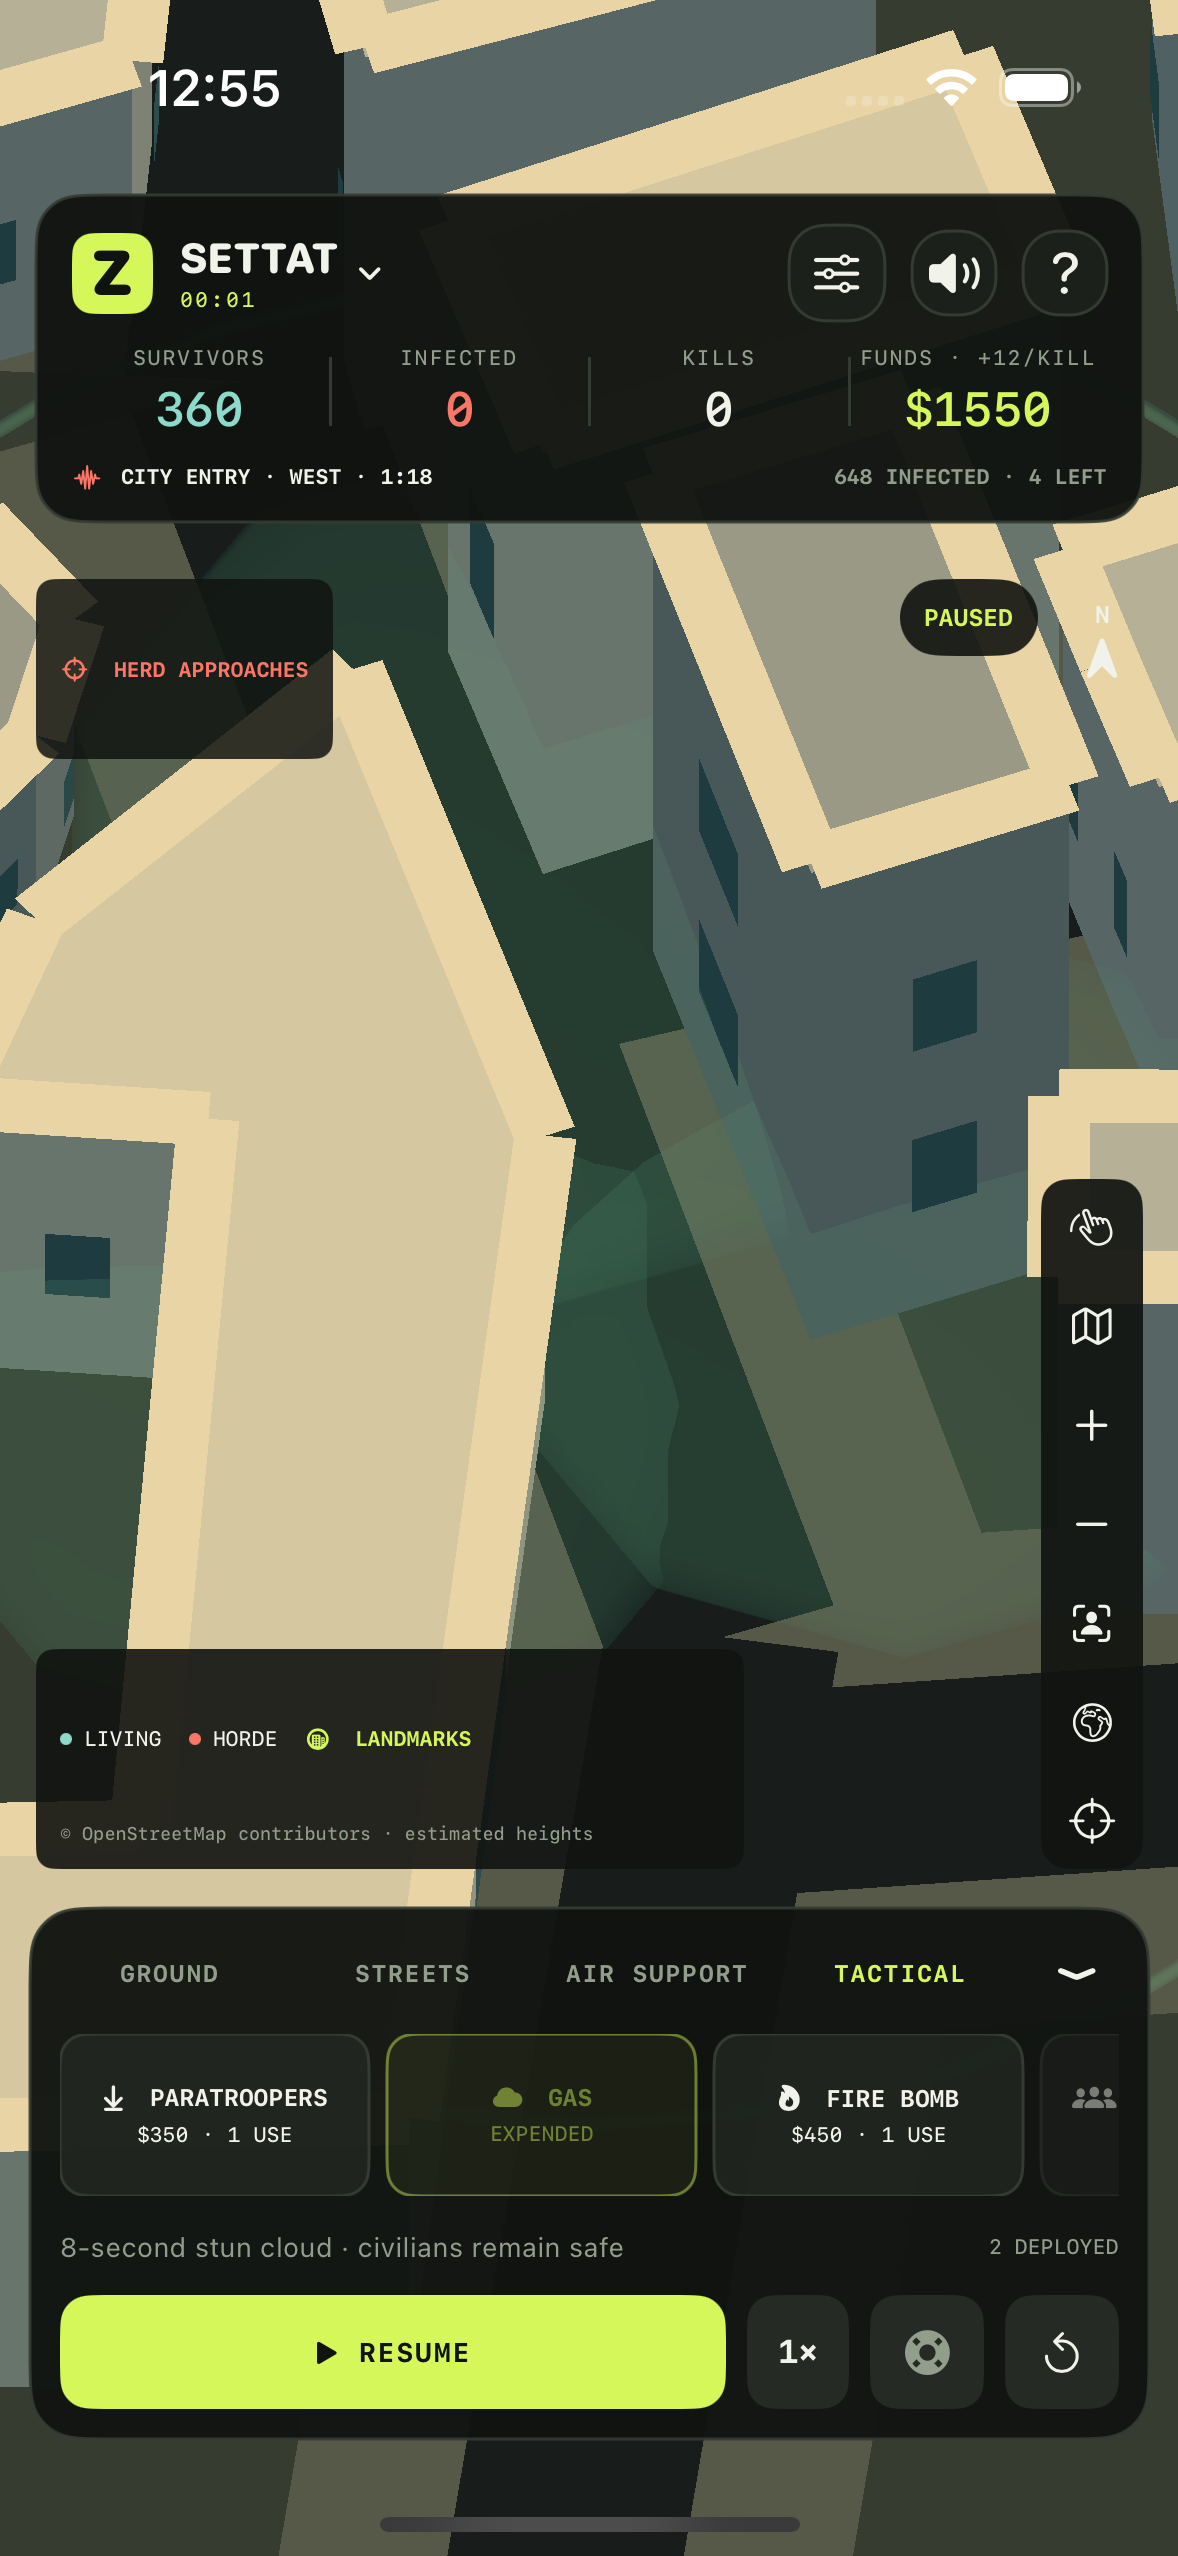 12:55
Z SETTAT
00:01
?
SURVIVORS INFECTED KILLS FUNDS · +12/KILL
360 0 0 $1550
CITY ENTRY · WEST · 1:18 648 INFECTED · 4 LEFT
HERD APPROACHES
PAUSED
N
LIVING HORDE LANDMARKS
© OpenStreetMap contributors · estimated heights
GROUND STREETS AIR SUPPORT TACTICAL
PARATROOPERS GAS FIRE BOMB
$350 · 1 USE EXPENDED $450 · 1 USE
8-second stun cloud · civilians remain safe 2 DEPLOYED
RESUME 1×